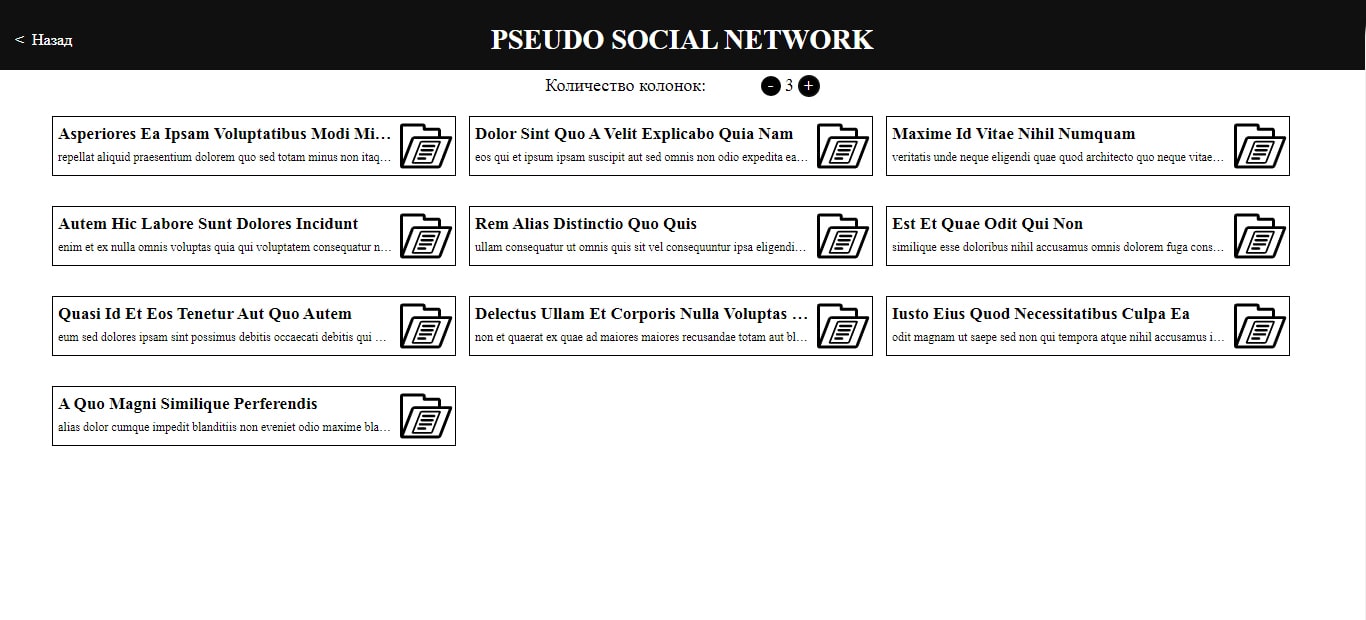 < Назад
PSEUDO SOCIAL NETWORK
Количество колонок: - 3 +
Asperiores Ea Ipsam Voluptatibus Modi Mi...
repellat aliquid praesentium dolorem quo sed totam minus non itaq...
Dolor Sint Quo A Velit Explicabo Quia Nam
eos qui et ipsum ipsam suscipit aut sed omnis non odio expedita ea...
Maxime Id Vitae Nihil Numquam
veritatis unde neque eligendi quae quod architecto quo neque vitae...
Autem Hic Labore Sunt Dolores Incidunt
enim et ex nulla omnis voluptas quia qui voluptatem consequatur n...
Rem Alias Distinctio Quo Quis
ullam consequatur ut omnis quis sit vel consequuntur ipsa eligendi...
Est Et Quae Odit Qui Non
similique esse doloribus nihil accusamus omnis dolorem fuga cons...
Quasi Id Et Eos Tenetur Aut Quo Autem
eum sed dolores ipsam sint possimus debitis occaecati debitis qui ...
Delectus Ullam Et Corporis Nulla Voluptas ...
non et quaerat ex quae ad maiores maiores recusandae totam aut bl...
Iusto Eius Quod Necessitatibus Culpa Ea
odit magnam ut saepe sed non qui tempora atque nihil accusamus i...
A Quo Magni Similique Perferendis
alias dolor cumque impedit blanditiis non eveniet odio maxime bla...